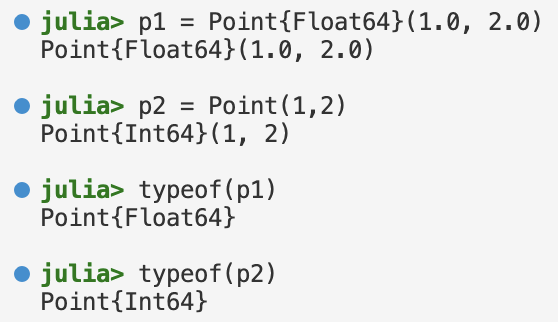 julia> p1 = Point{Float64}(1.0, 2.0)
Point{Float64}(1.0, 2.0)
julia> p2 = Point(1,2)
Point{Int64}(1, 2)
julia> typeof(p1)
Point{Float64}
julia> typeof(p2)
Point{Int64}